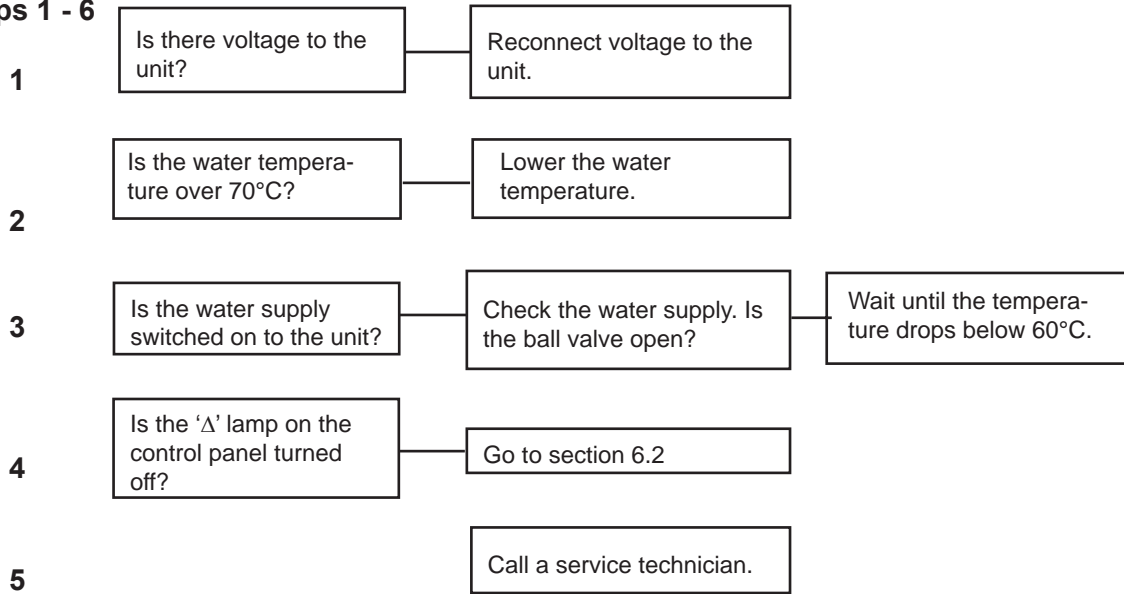 ps 1 - 6
Is there voltage to the
unit?
Reconnect voltage to the
unit.
1
Is the water tempera-
ture over 70°C?
Lower the water
temperature.
2
Is the water supply
switched on to the unit?
Check the water supply. Is
the ball valve open?
Wait until the tempera-
ture drops below 60°C.
3
Is the ‘Δ’ lamp on the
control panel turned
off?
Go to section 6.2
4
Call a service technician.
5